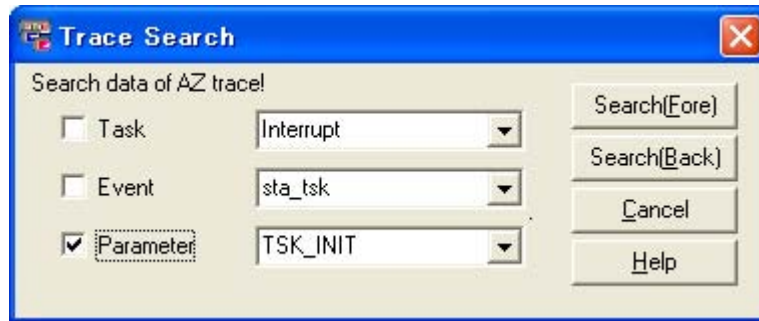 Trace Search
Search data of AZ trace!
Task
Interrupt
Event
sta_tsk
Parameter
TSK_INIT
Search(Fore)
Search(Back)
Cancel
Help